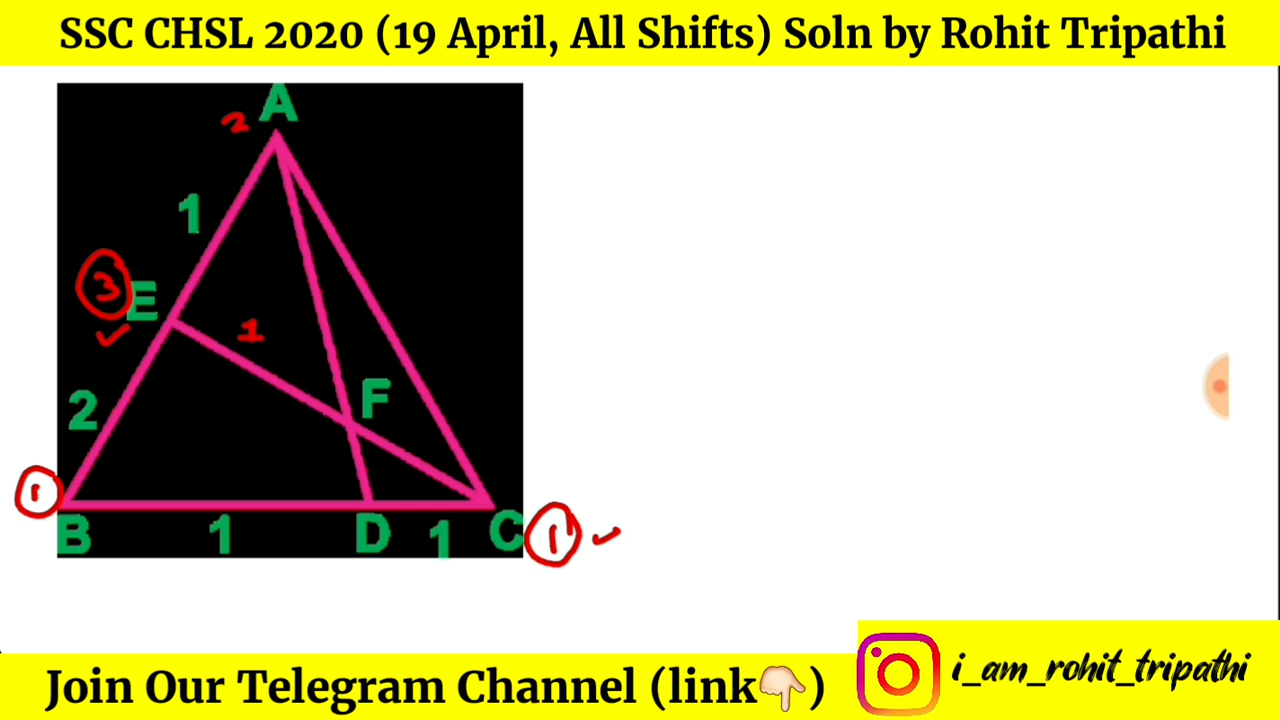 SSC CHSL 2020 (19 April, All Shifts) Soln by Rohit Tripathi
2 A
1
3 E
1
F
2
1
B 1 D 1 C 1
Join Our Telegram Channel (link👇)
i_am_rohit_tripathi